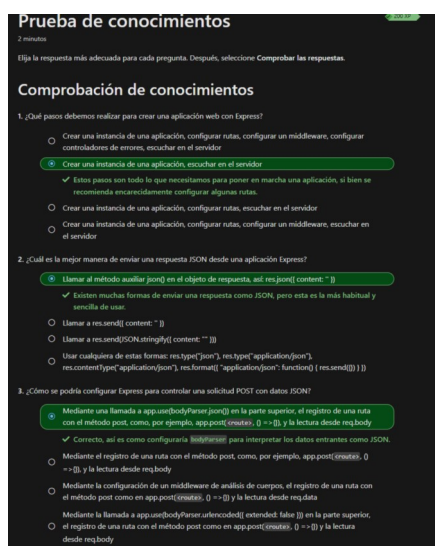 Prueba de conocimientos
200 XP
2 minutos
Elija la respuesta más adecuada para cada pregunta. Después, seleccione Comprobar las respuestas.
Comprobación de conocimientos
1. ¿Qué pasos debemos realizar para crear una aplicación web con Express?
Crear una instancia de una aplicación, configurar rutas, configurar un middleware, configurar
controladores de errores, escuchar en el servidor
Crear una instancia de una aplicación, escuchar en el servidor
✓ Estos pasos son todo lo que necesitamos para poner en marcha una aplicación, si bien se
recomienda encarecidamente configurar algunas rutas.
Crear una instancia de una aplicación, configurar rutas, escuchar en el servidor
Crear una instancia de una aplicación, configurar rutas, configurar un middleware, escuchar en
el servidor
2. ¿Cuál es la mejor manera de enviar una respuesta JSON desde una aplicación Express?
Llamar al método auxiliar json() en el objeto de respuesta, así: res.json({ content: '' })
✓ Existen muchas formas de enviar una respuesta como JSON, pero esta es la más habitual y
sencilla de usar.
Llamar a res.send({ content: '' })
Llamar a res.send(JSON.stringify({ content: "" }))
Usar cualquiera de estas formas: res.type("json"), res.type("application/json"),
res.contentType("application/json"), res.format({ "application/json": function() { res.send({}) } })
3. ¿Cómo se podría configurar Express para controlar una solicitud POST con datos JSON?
Mediante una llamada a app.use(bodyParser.json()) en la parte superior, el registro de una ruta
con el método post, como, por ejemplo, app.post(<route>, () =>{}), y la lectura desde req.body
✓ Correcto, así es como configuraría bodyParser para interpretar los datos entrantes como JSON.
Mediante el registro de una ruta con el método post, como, por ejemplo, app.post(<route>, ()
=>{}), y la lectura desde req.body
Mediante la configuración de un middleware de análisis de cuerpos, el registro de una ruta con
el método post como en app.post(<route>, () =>{}) y la lectura desde req.data
Mediante la llamada a app.use(bodyParser.urlencoded({ extended: false })) en la parte superior,
el registro de una ruta con el método post como en app.post(<route>, () =>{}) y la lectura
desde req.body